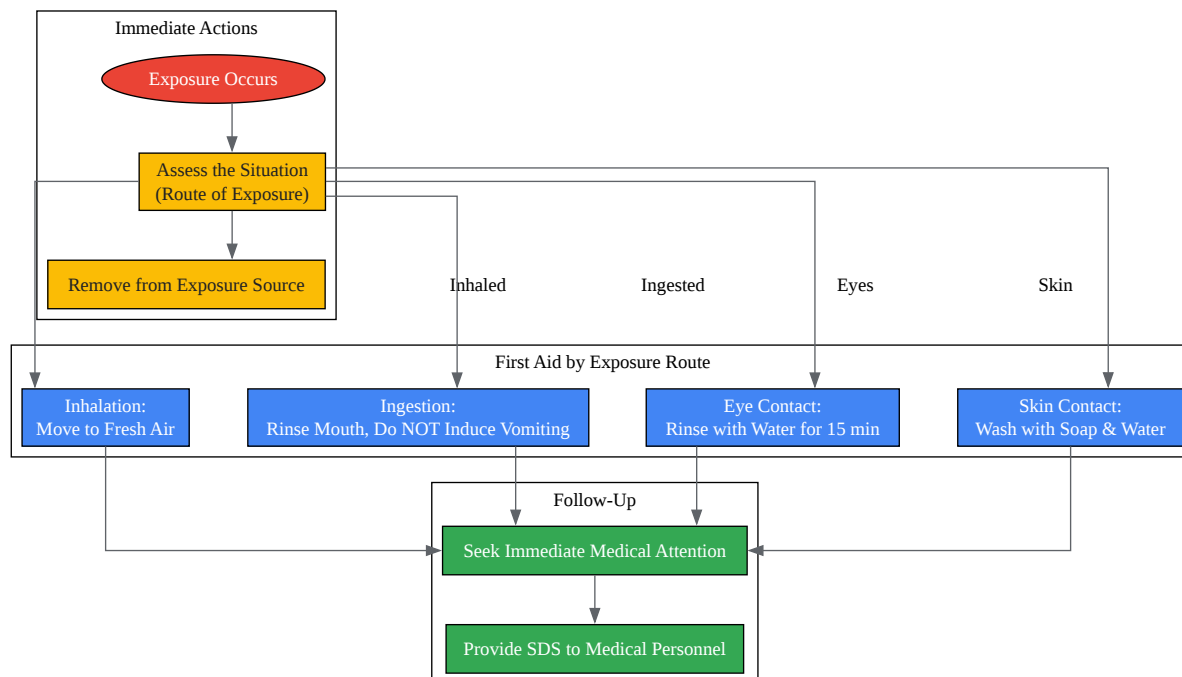 Immediate Actions
Exposure Occurs
Assess the Situation
(Route of Exposure)
Remove from Exposure Source
Inhaled
Ingested
Eyes
Skin
First Aid by Exposure Route
Inhalation:
Move to Fresh Air
Ingestion:
Rinse Mouth, Do NOT Induce Vomiting
Eye Contact:
Rinse with Water for 15 min
Skin Contact:
Wash with Soap & Water
Follow-Up
Seek Immediate Medical Attention
Provide SDS to Medical Personnel